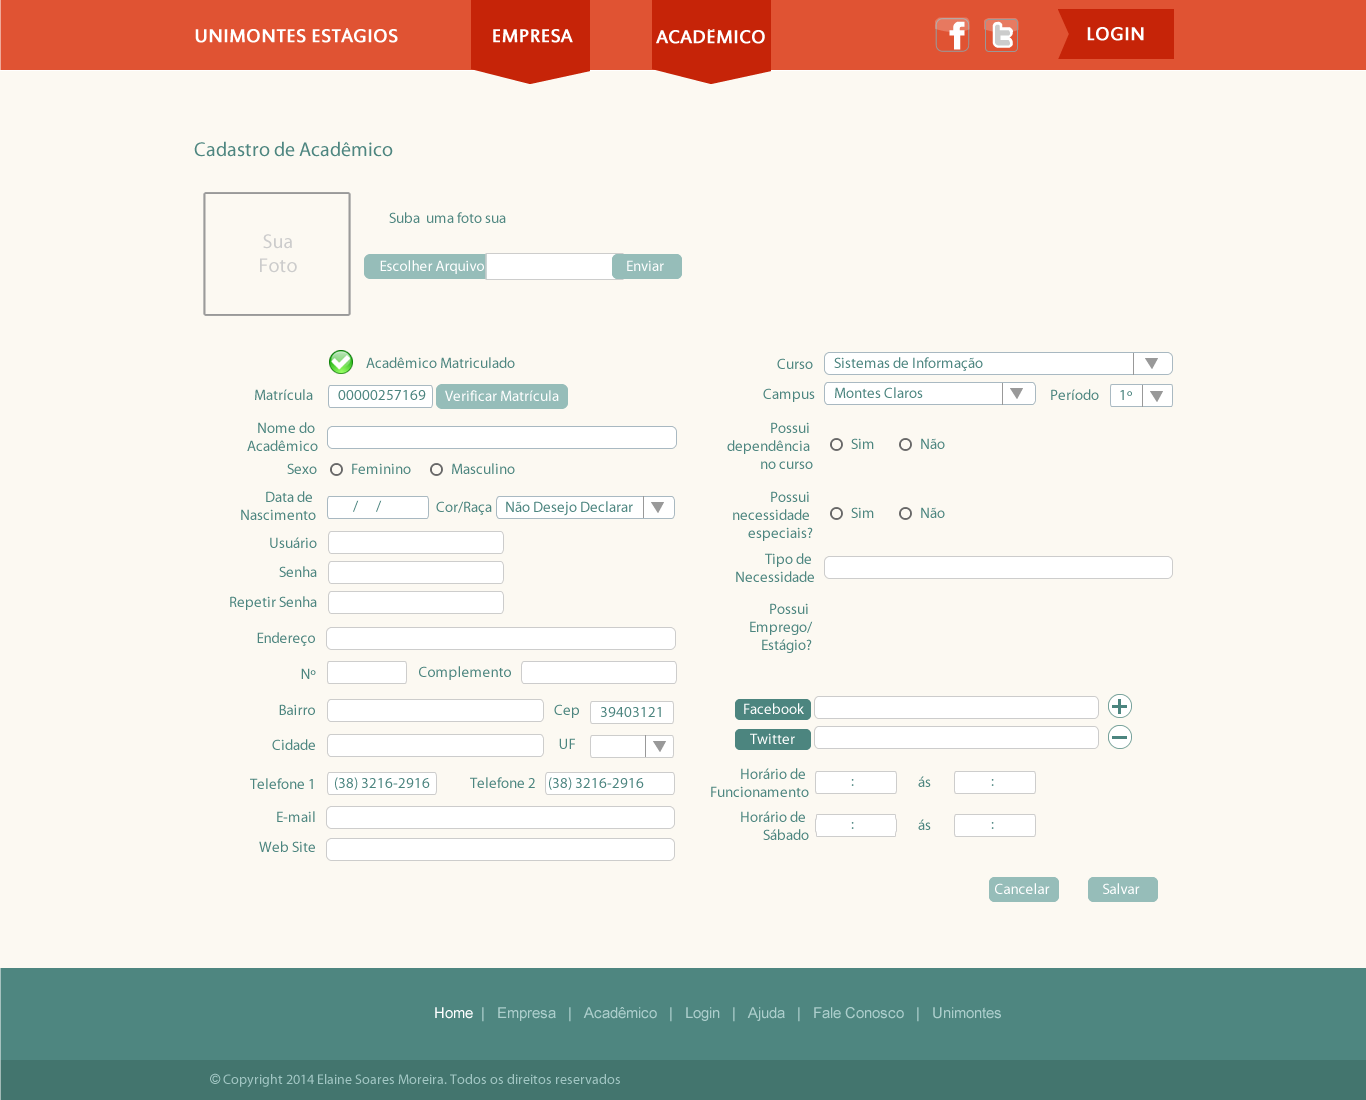 UNIMONTES ESTÁGIOS
EMPRESA
ACADÊMICO
LOGIN
Cadastro de Acadêmico
Sua
Foto
Suba uma foto sua
Escolher Arquivo
Enviar
Acadêmico Matriculado
Matrícula 00000257169 Verificar Matrícula
Nome do
Acadêmico
Sexo Feminino Masculino
Data de
Nascimento / / Cor/Raça Não Desejo Declarar
Usuário
Senha
Repetir Senha
Endereço
Nº Complemento
Bairro Cep 39403121
Cidade UF
Telefone 1 (38) 3216-2916 Telefone 2 (38) 3216-2916
E-mail
Web Site
Curso Sistemas de Informação
Campus Montes Claros Período 1º
Possui
dependência Sim Não
no curso
Possui
necessidade Sim Não
especiais?
Tipo de
Necessidade
Possui
Emprego/
Estágio?
Facebook
Twitter
Horário de
Funcionamento : ás :
Horário de
Sábado : ás :
Cancelar Salvar
Home | Empresa | Acadêmico | Login | Ajuda | Fale Conosco | Unimontes
© Copyright 2014 Elaine Soares Moreira. Todos os direitos reservados